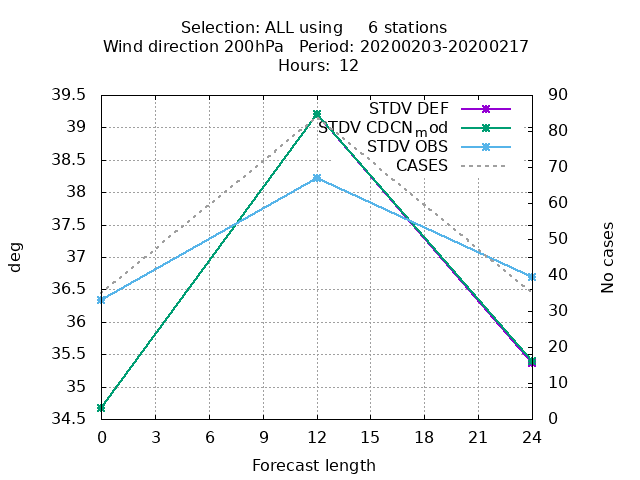 Selection: ALL using     6 stations
Wind direction 200hPa   Period: 20200203-20200217
Hours:  12
39.5
39
38.5
38
37.5
37
36.5
36
35.5
35
34.5
deg
STDV DEF
STDV CDCN_mod
STDV OBS
CASES
90
80
70
60
50
40
30
20
10
0
No cases
0 3 6 9 12 15 18 21 24
Forecast length